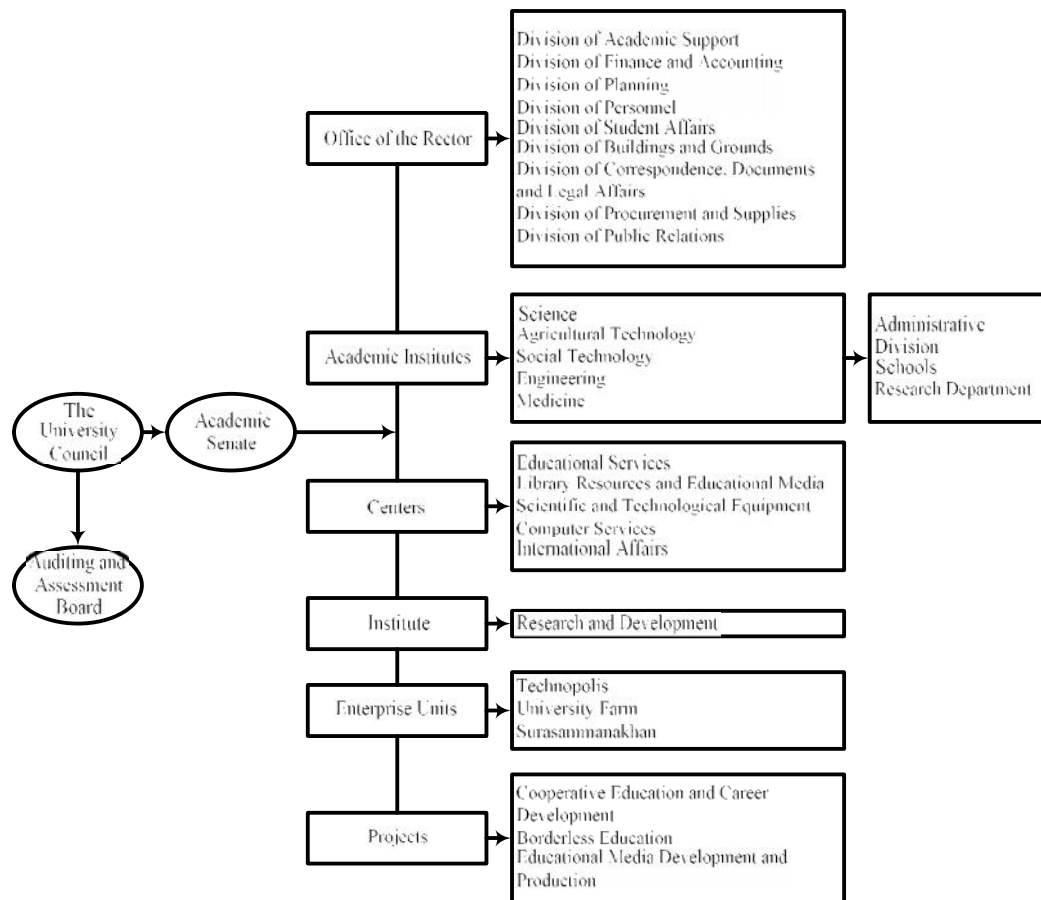 The
University
Council
Academic
Senate
Auditing and
Assessment
Board
Office of the Rector
Division of Academic Support
Division of Finance and Accounting
Division of Planning
Division of Personnel
Division of Student Affairs
Division of Buildings and Grounds
Division of Correspondence, Documents
and Legal Affairs
Division of Procurement and Supplies
Division of Public Relations
Academic Institutes
Science
Agricultural Technology
Social Technology
Engineering
Medicine
Administrative
Division
Schools
Research Department
Centers
Educational Services
Library Resources and Educational Media
Scientific and Technological Equipment
Computer Services
International Affairs
Institute
Research and Development
Enterprise Units
Technopolis
University Farm
Surasammanakhan
Projects
Cooperative Education and Career
Development
Borderless Education
Educational Media Development and
Production